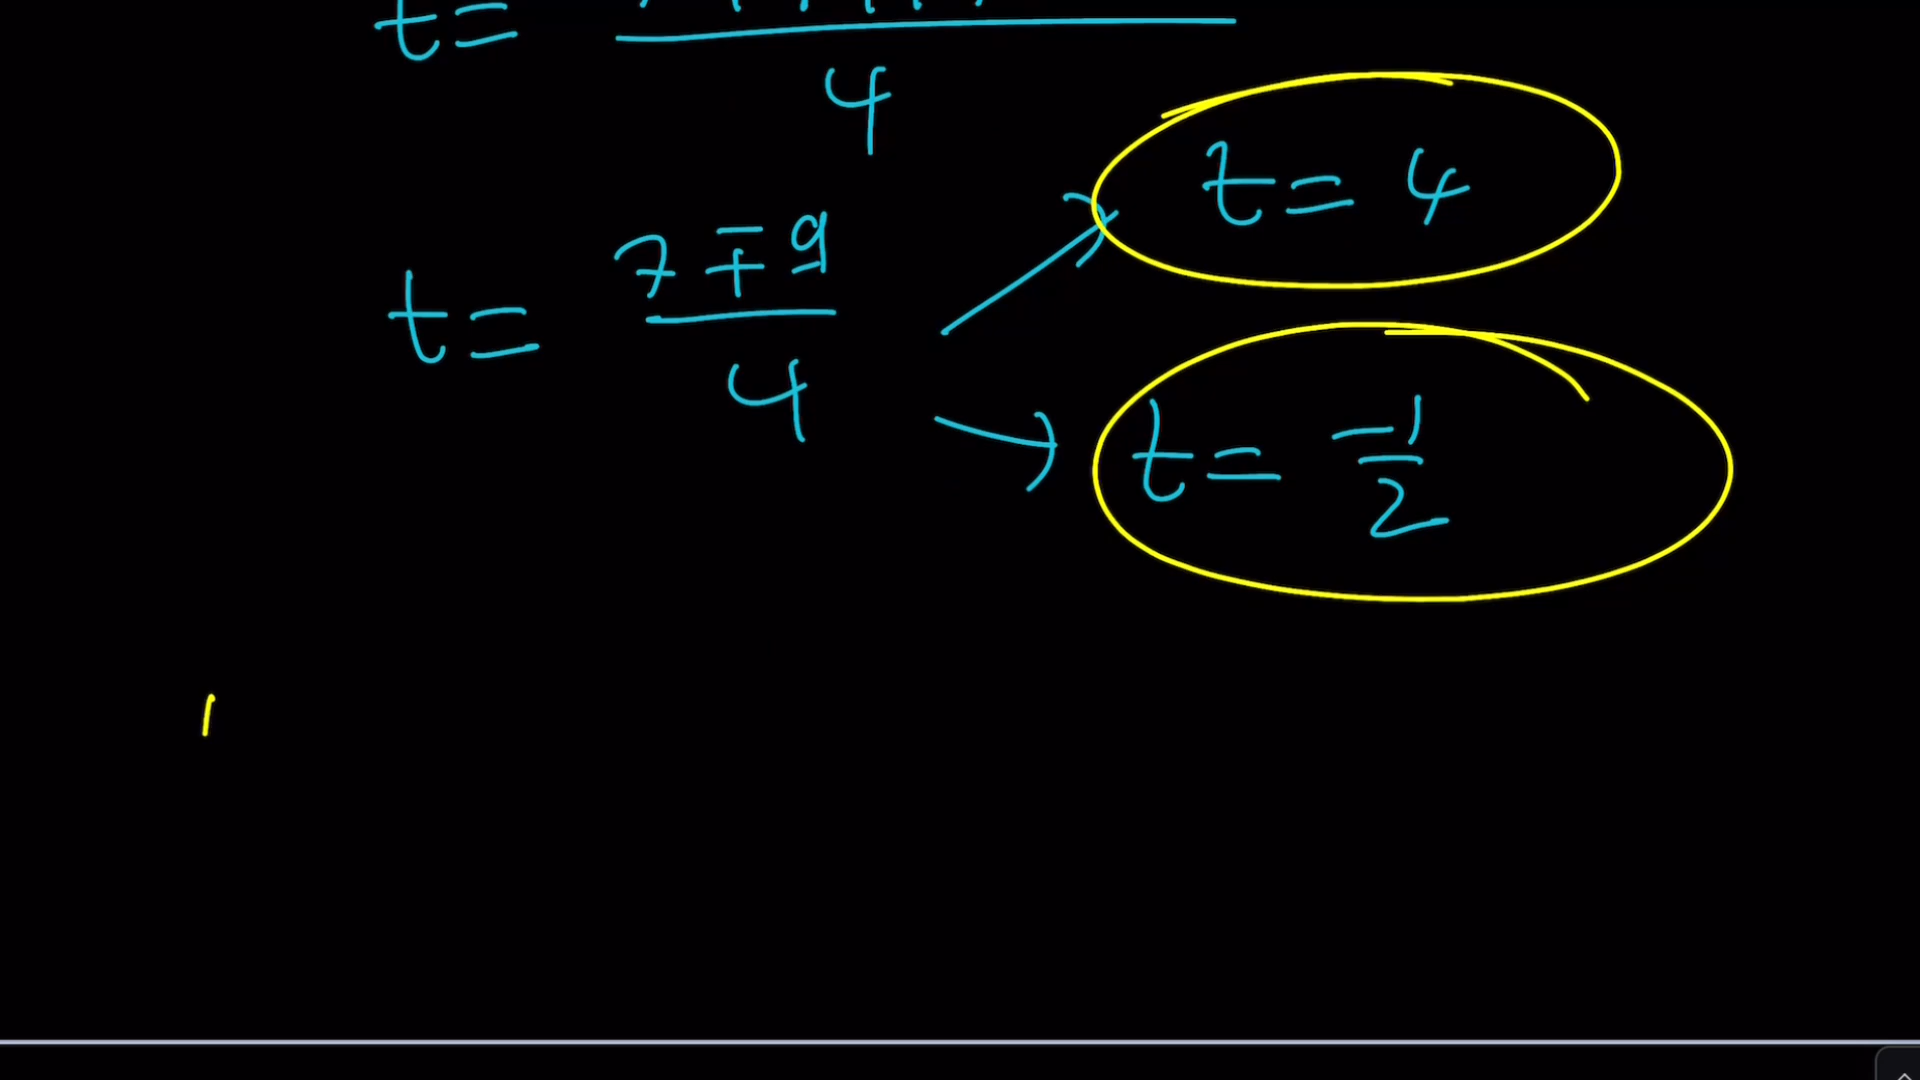 t=
4
t = 4
t = 7 ∓ 9 / 4
t = -1/2